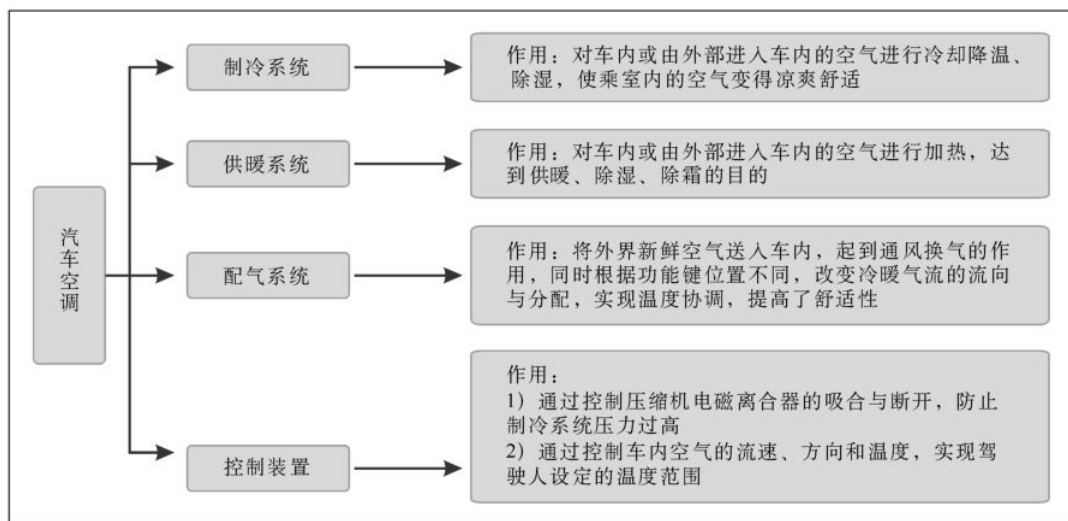 汽车空调
制冷系统
作用：对车内或由外部进入车内的空气进行冷却降温、
除湿，使乘室内的空气变得凉爽舒适
供暖系统
作用：对车内或由外部进入车内的空气进行加热，达
到供暖、除湿、除霜的目的
配气系统
作用：将外界新鲜空气送入车内，起到通风换气的作
用，同时根据功能键位置不同，改变冷暖气流的流向
与分配，实现温度协调，提高了舒适性
控制装置
作用：
1）通过控制压缩机电磁离合器的吸合与断开，防止
制冷系统压力过高
2）通过控制车内空气的流速、方向和温度，实现驾
驶人设定的温度范围